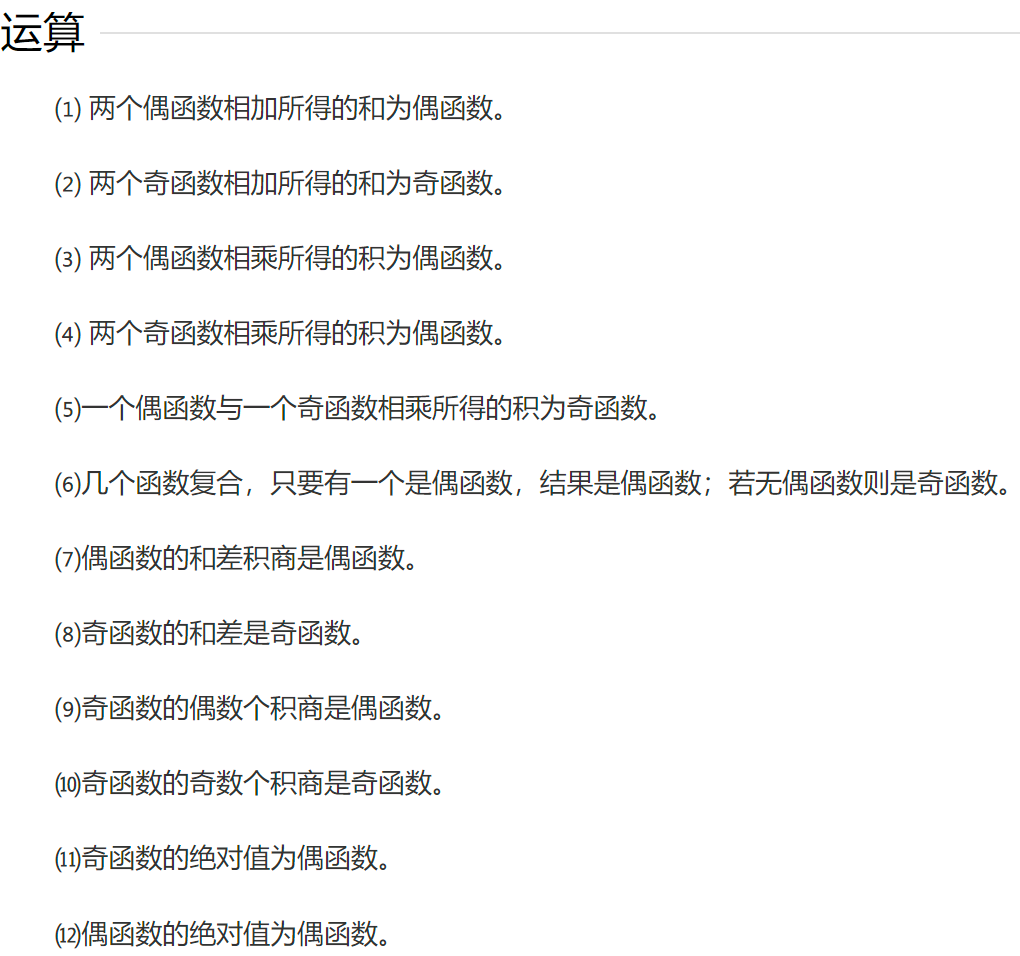 运算
(1) 两个偶函数相加所得的和为偶函数。
(2) 两个奇函数相加所得的和为奇函数。
(3) 两个偶函数相乘所得的积为偶函数。
(4) 两个奇函数相乘所得的积为偶函数。
(5)一个偶函数与一个奇函数相乘所得的积为奇函数。
(6)几个函数复合，只要有一个是偶函数，结果是偶函数；若无偶函数则是奇函数。
(7)偶函数的和差积商是偶函数。
(8)奇函数的和差是奇函数。
(9)奇函数的偶数个积商是偶函数。
⑽奇函数的奇数个积商是奇函数。
⑾奇函数的绝对值为偶函数。
⑿偶函数的绝对值为偶函数。